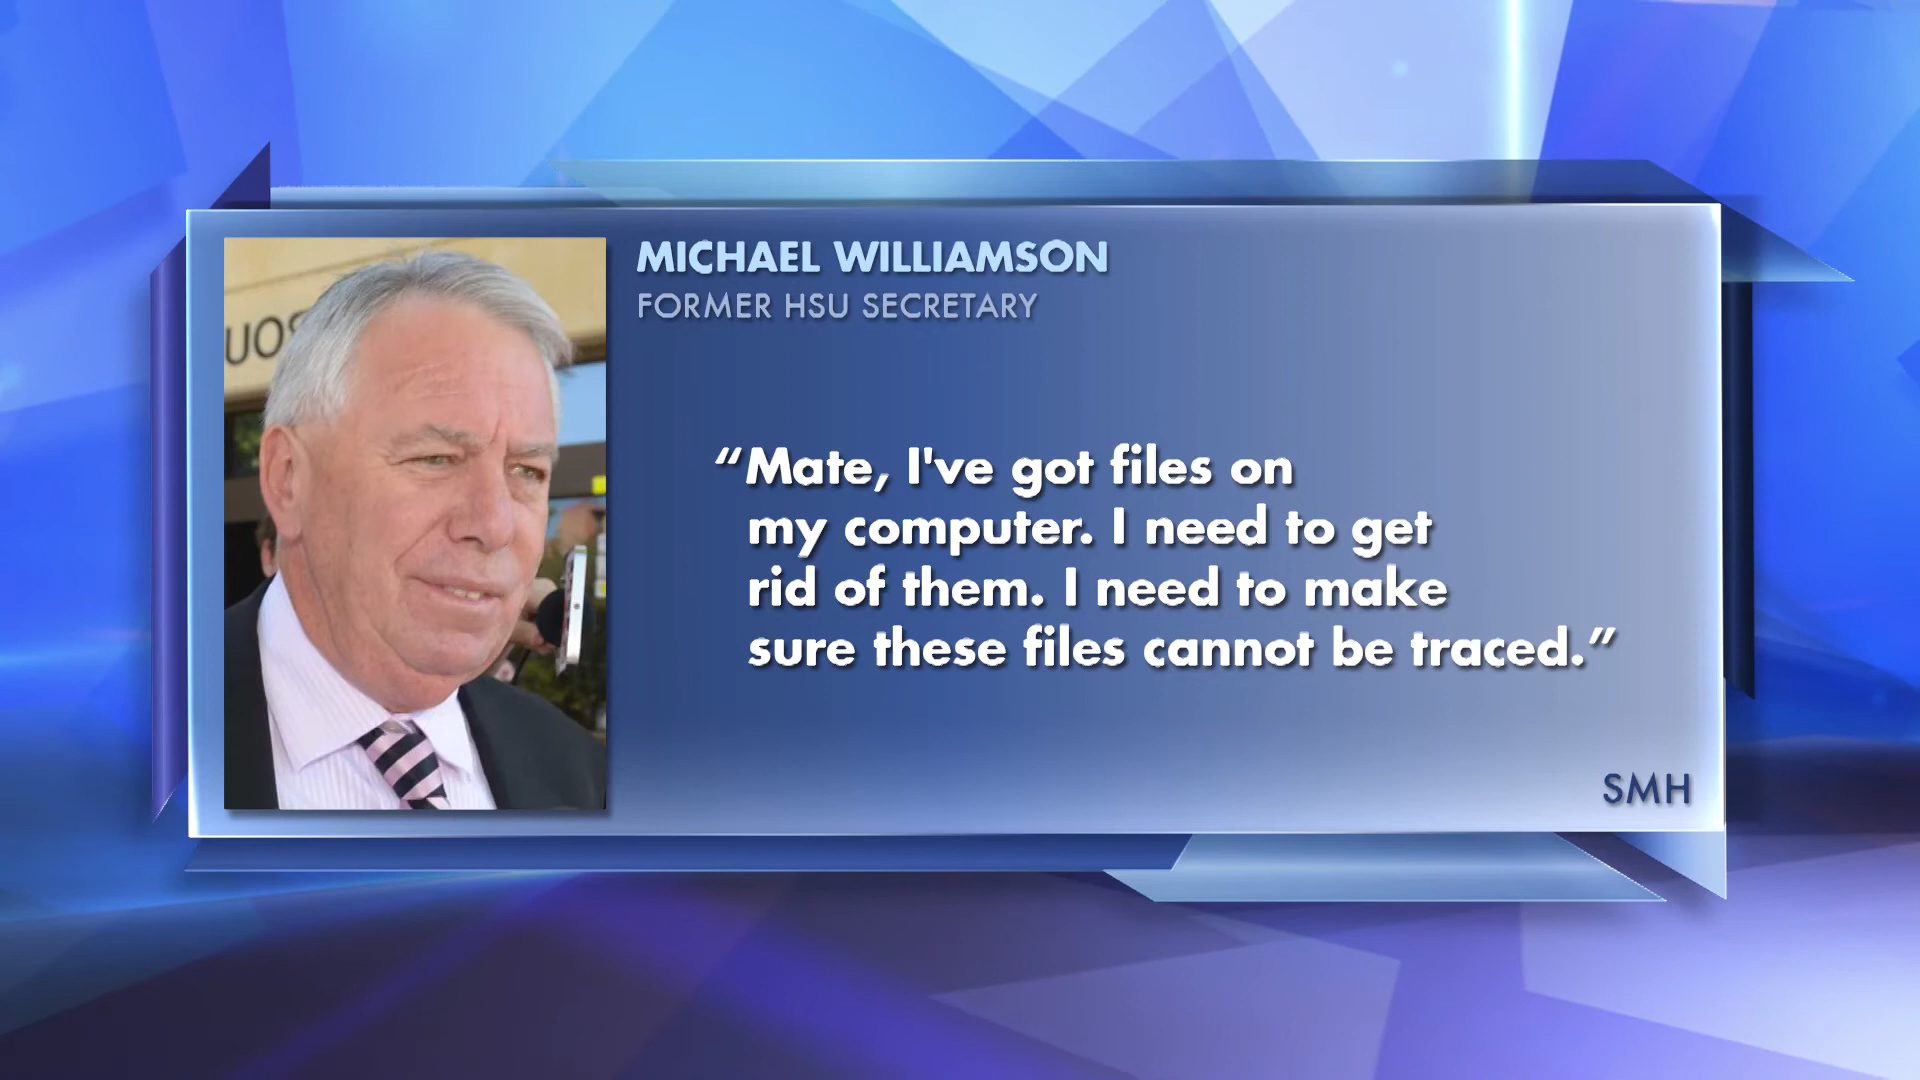 MICHAEL WILLIAMSON
FORMER HSU SECRETARY
“Mate, I've got files on
my computer. I need to get
rid of them. I need to make
sure these files cannot be traced.”
SMH